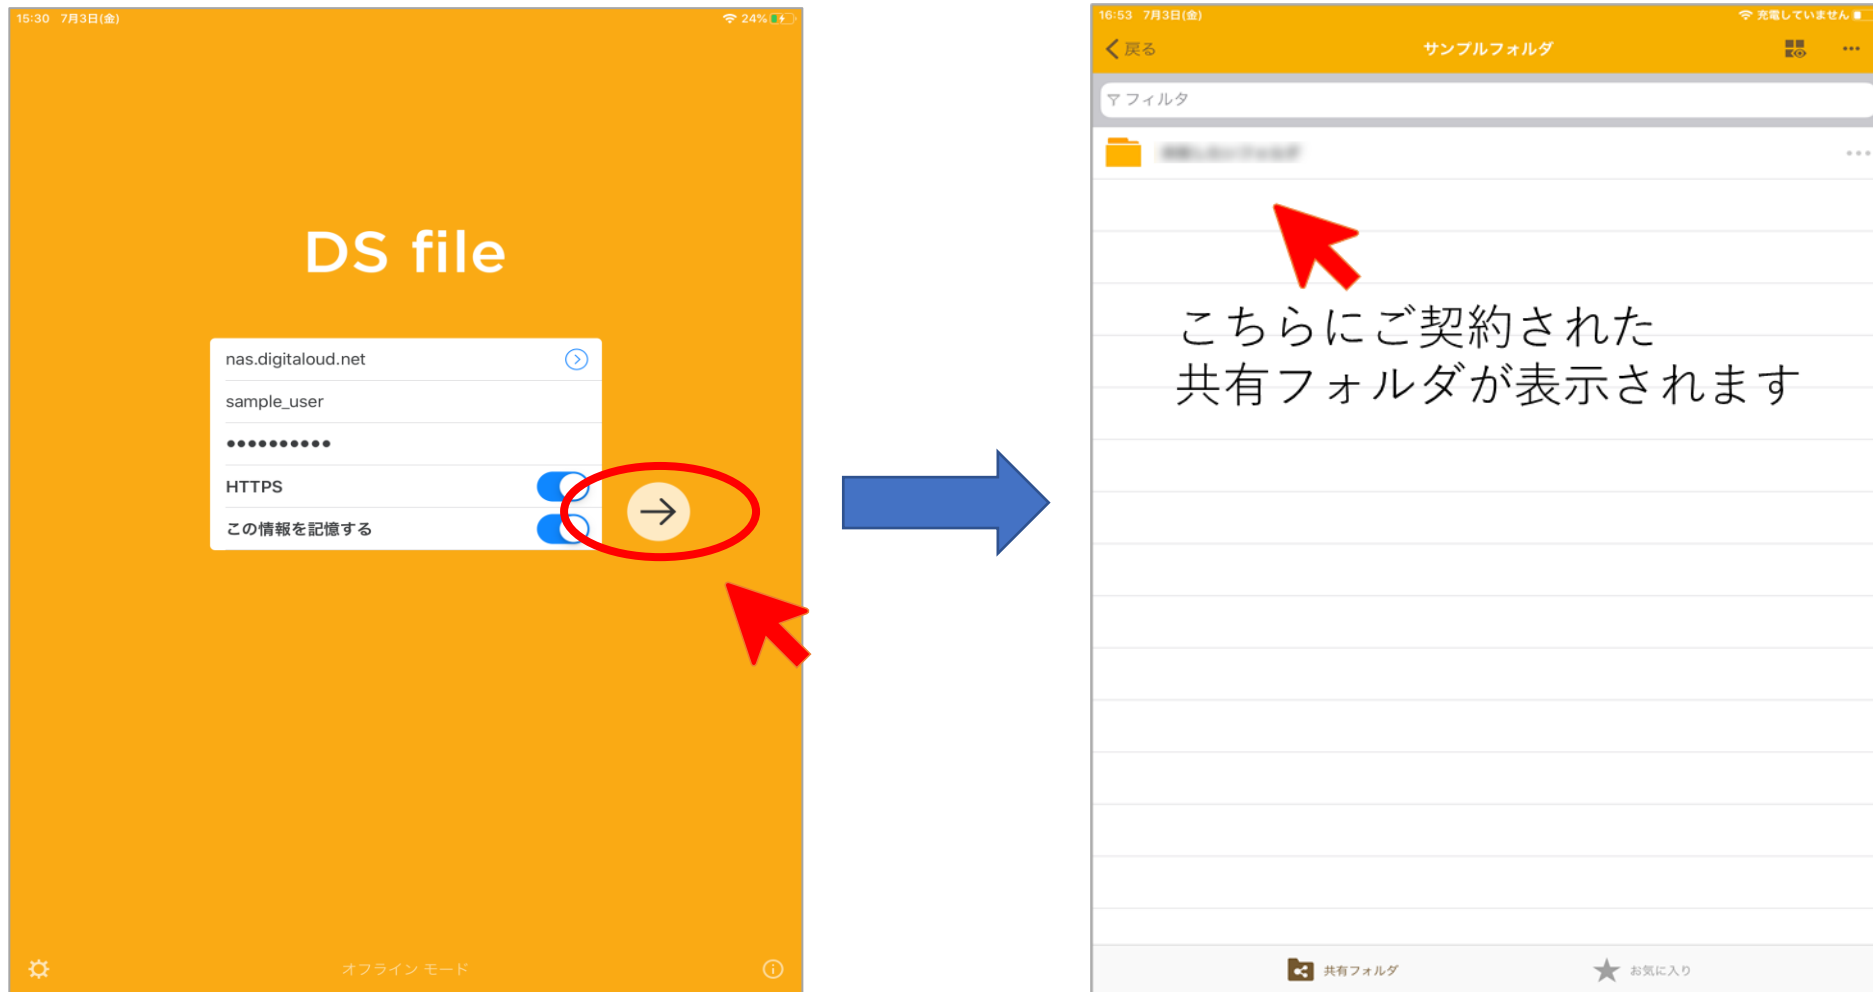 15:30 7月3日(金)
24%
DS file
nas.digitaloud.net
sample_user
••••••••••
HTTPS
この情報を記憶する
オフライン モード
16:53 7月3日(金)
充電していません
戻る
サンプルフォルダ
フィルタ
こちらにご契約された
共有フォルダが表示されます
共有フォルダ
お気に入り